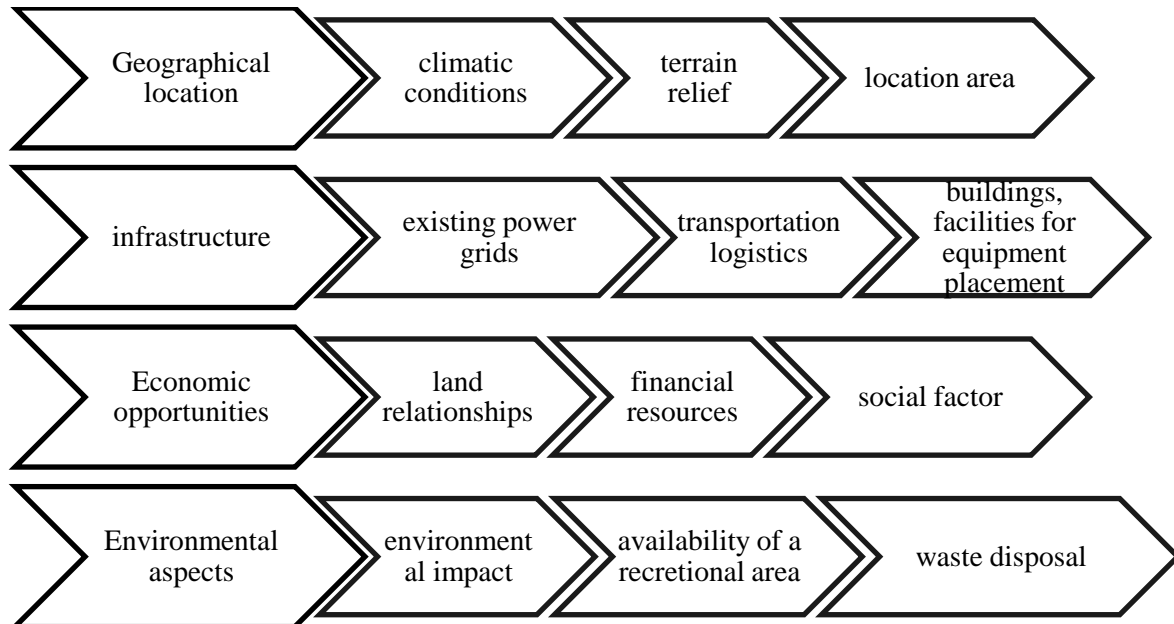 Geographical
location
climatic
conditions
terrain
relief
location area
infrastructure
existing power
grids
transportation
logistics
buildings,
facilities for
equipment
placement
Economic
opportunities
land
relationships
financial
resources
social factor
Environmental
aspects
environment
al impact
availability of a
recretional area
waste disposal